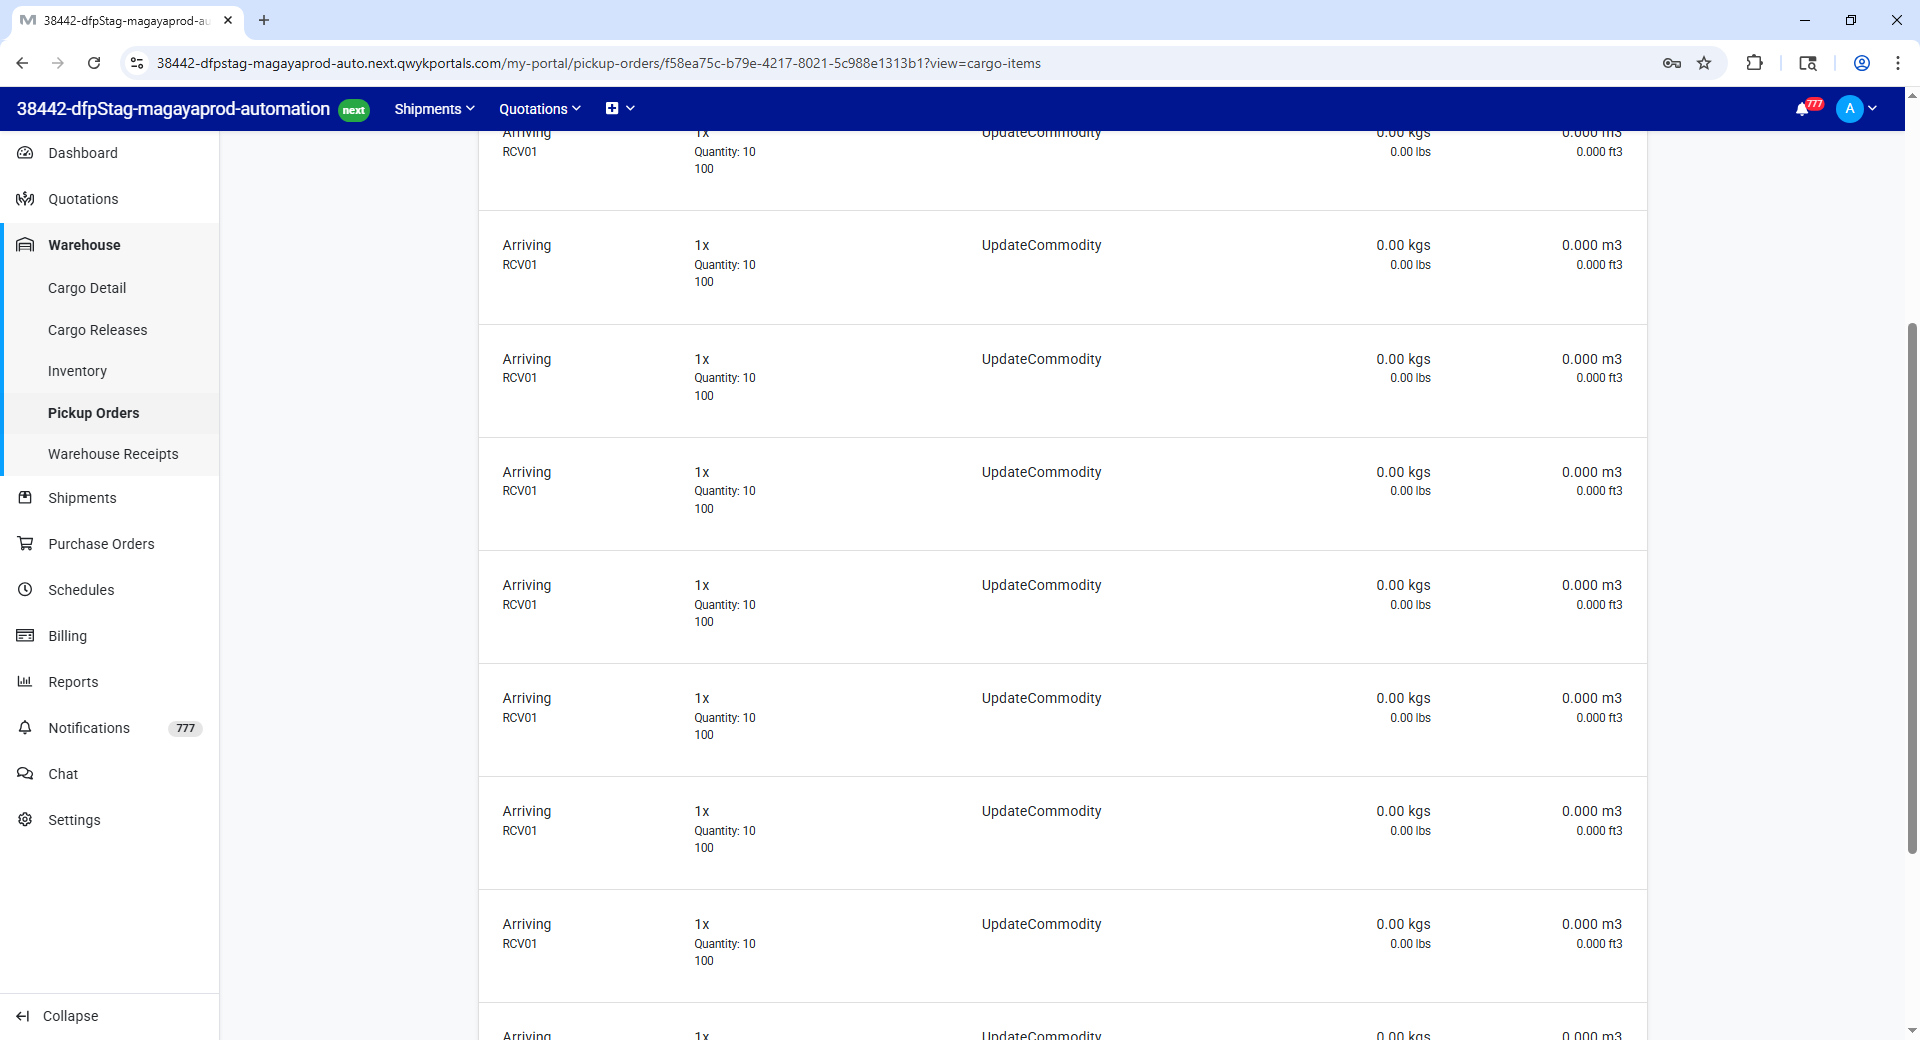 38442-dfpStag-magayaprod-au
38442-dfpstag-magayaprod-auto.next.qwykportals.com/my-portal/pickup-orders/f58ea75c-b79e-4217-8021-5c988e1313b1?view=cargo-items
38442-dfpStag-magayaprod-automation next Shipments Quotations 777 A
Dashboard
Quotations
Warehouse
Cargo Detail
Cargo Releases
Inventory
Pickup Orders
Warehouse Receipts
Shipments
Purchase Orders
Schedules
Billing
Reports
Notifications 777
Chat
Settings
Collapse
Arriving 1x UpdateCommodity 0.00 kgs 0.000 m3
RCV01 Quantity: 10 0.00 lbs 0.000 ft3
100
Arriving 1x UpdateCommodity 0.00 kgs 0.000 m3
RCV01 Quantity: 10 0.00 lbs 0.000 ft3
100
Arriving 1x UpdateCommodity 0.00 kgs 0.000 m3
RCV01 Quantity: 10 0.00 lbs 0.000 ft3
100
Arriving 1x UpdateCommodity 0.00 kgs 0.000 m3
RCV01 Quantity: 10 0.00 lbs 0.000 ft3
100
Arriving 1x UpdateCommodity 0.00 kgs 0.000 m3
RCV01 Quantity: 10 0.00 lbs 0.000 ft3
100
Arriving 1x UpdateCommodity 0.00 kgs 0.000 m3
RCV01 Quantity: 10 0.00 lbs 0.000 ft3
100
Arriving 1x UpdateCommodity 0.00 kgs 0.000 m3
RCV01 Quantity: 10 0.00 lbs 0.000 ft3
100
Arriving 1x UpdateCommodity 0.00 kgs 0.000 m3
RCV01 Quantity: 10 0.00 lbs 0.000 ft3
100
Arriving 1x UpdateCommodity 0.00 kgs 0.000 m3